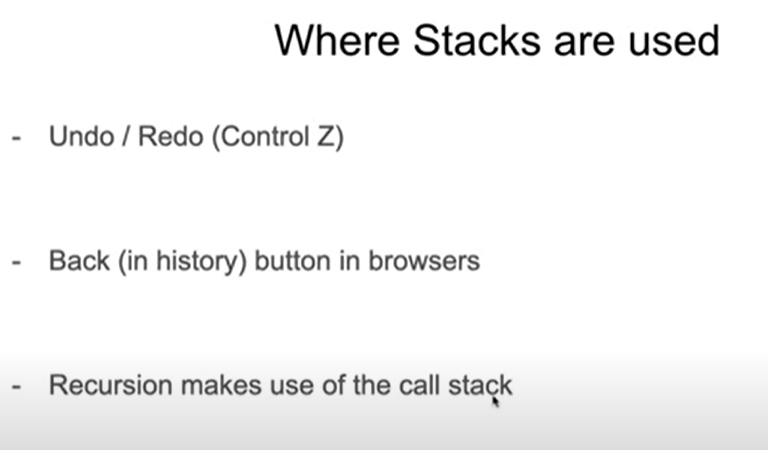 Where Stacks are used
- Undo / Redo (Control Z)
- Back (in history) button in browsers
- Recursion makes use of the call stack